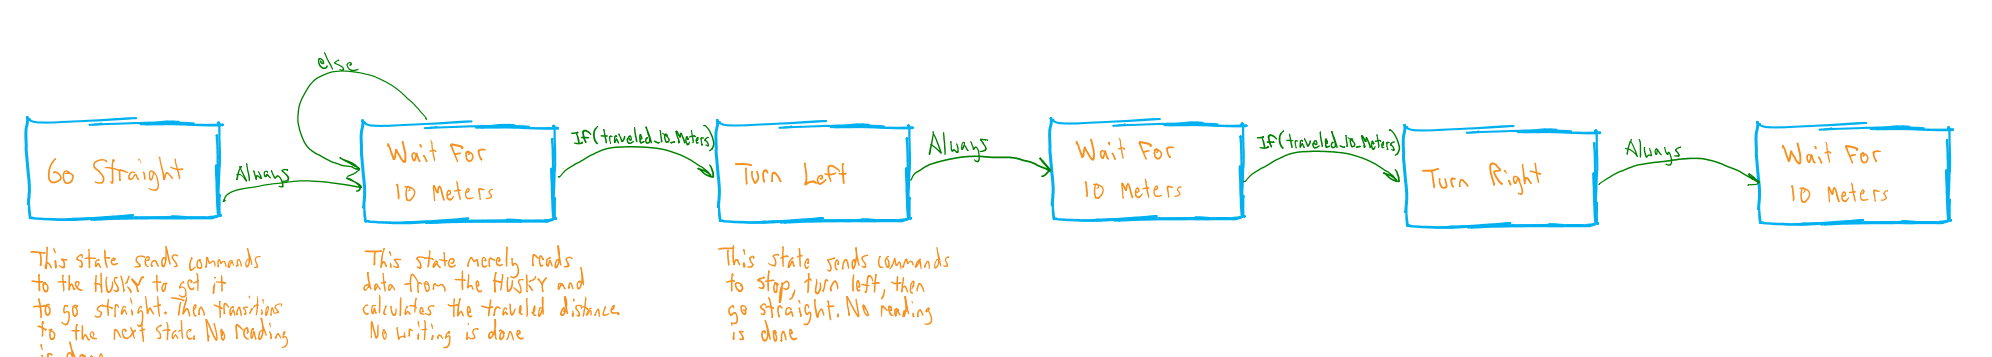 else
Go Straight
Always
Wait For
10 Meters
If(traveled_10_Meters)
Turn Left
Always
Wait For
10 Meters
If(traveled_10_Meters)
Turn Right
Always
Wait For
10 Meters
This state sends commands
to the HUSKY to get it
to go straight. Then transitions
to the next state. No reading
is done
This state merely reads
data from the HUSKY and
calculates the traveled distance
No writing is done
This state sends commands
to stop, turn left, then
go straight. No reading
is done